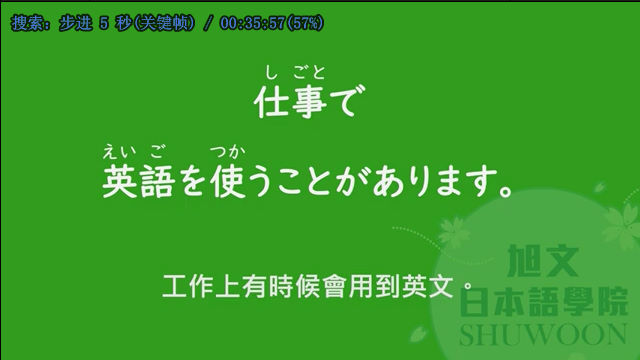 搜索: 步进 5 秒(关键帧) / 00:35:57(57%)
し ごと
仕事で
えい ご つか
英語を使うことがあります。
工作上有時候會用到英文。
旭文
日本語學院
SHUWOON